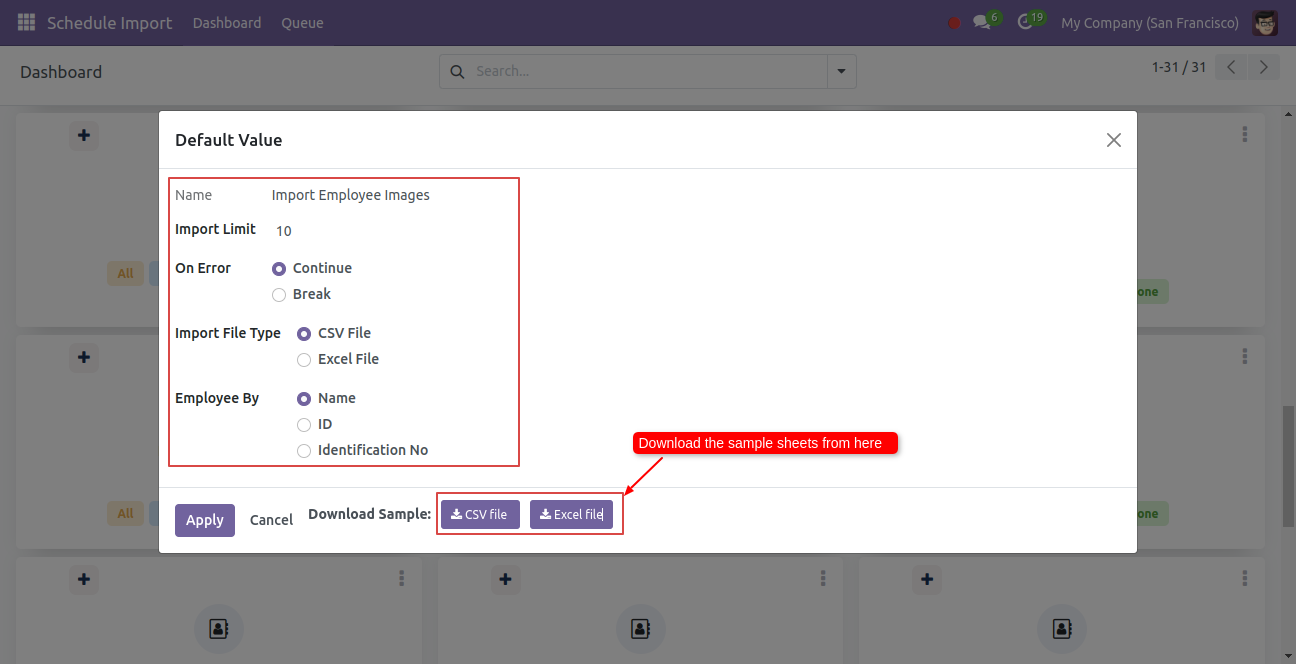 Schedule Import Dashboard Queue 6 19 My Company (San Francisco)
Dashboard Search... 1-31 / 31
Default Value
Name Import Employee Images
Import Limit 10
On Error Continue
Break
All
one
Import File Type CSV File
Excel File
Employee By Name
ID
Identification No
Download the sample sheets from here
Apply Cancel Download Sample: CSV file Excel file
All
one